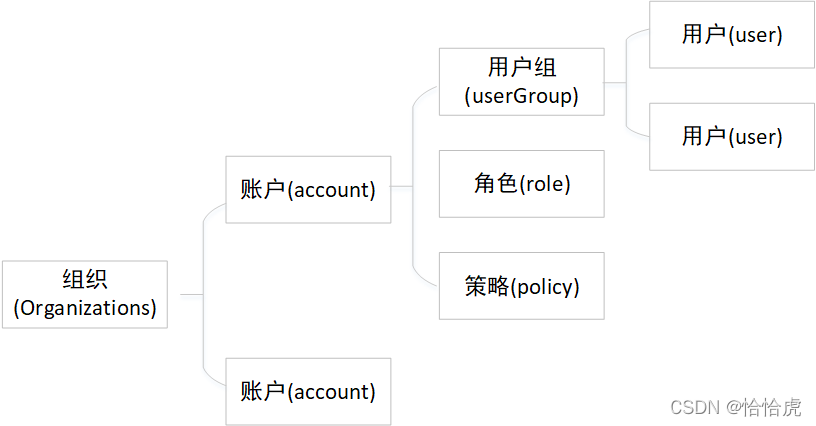 用户(user)
用户组
(userGroup)
用户(user)
账户(account)
角色(role)
组织
(Organizations)
策略(policy)
账户(account)
CSDN @恰恰虎